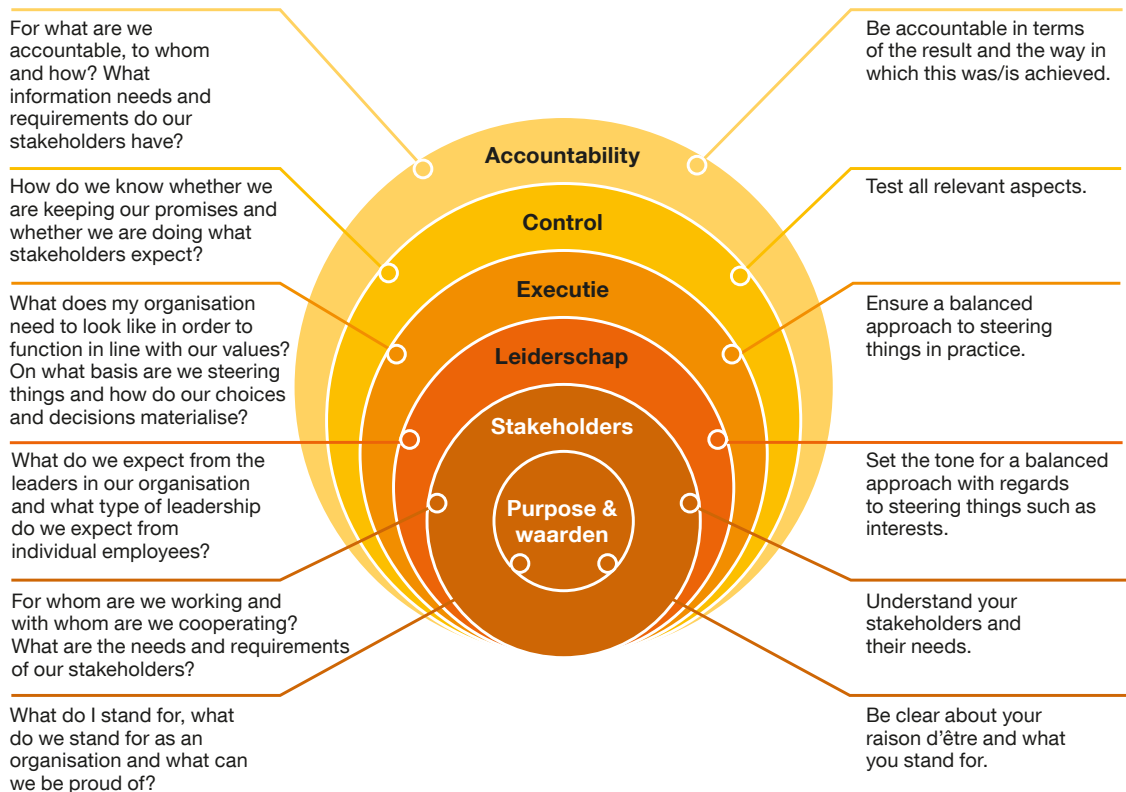 For what are we
accountable, to whom
and how? What
information needs and
requirements do our
stakeholders have?
How do we know whether we
are keeping our promises and
whether we are doing what
stakeholders expect?
What does my organisation
need to look like in order to
function in line with our values?
On what basis are we steering
things and how do our choices
and decisions materialise?
What do we expect from the
leaders in our organisation
and what type of leadership
do we expect from
individual employees?
For whom are we working and
with whom are we cooperating?
What are the needs and requirements
of our stakeholders?
What do I stand for, what
do we stand for as an
organisation and what can
we be proud of?
Accountability
Control
Executie
Leiderschap
Stakeholders
Purpose &
waarden
Be accountable in terms
of the result and the way in
which this was/is achieved.
Test all relevant aspects.
Ensure a balanced
approach to steering
things in practice.
Set the tone for a balanced
approach with regards
to steering things such as
interests.
Understand your
stakeholders and
their needs.
Be clear about your
raison d’être and what
you stand for.